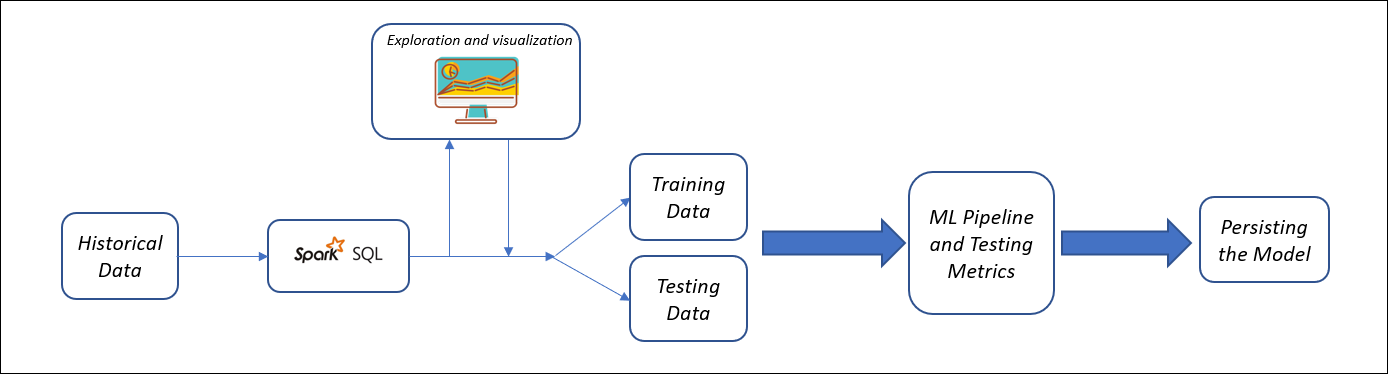 Exploration and visualization
Historical
Data
Spark SQL
Training
Data
Testing
Data
ML Pipeline
and Testing
Metrics
Persisting
the Model